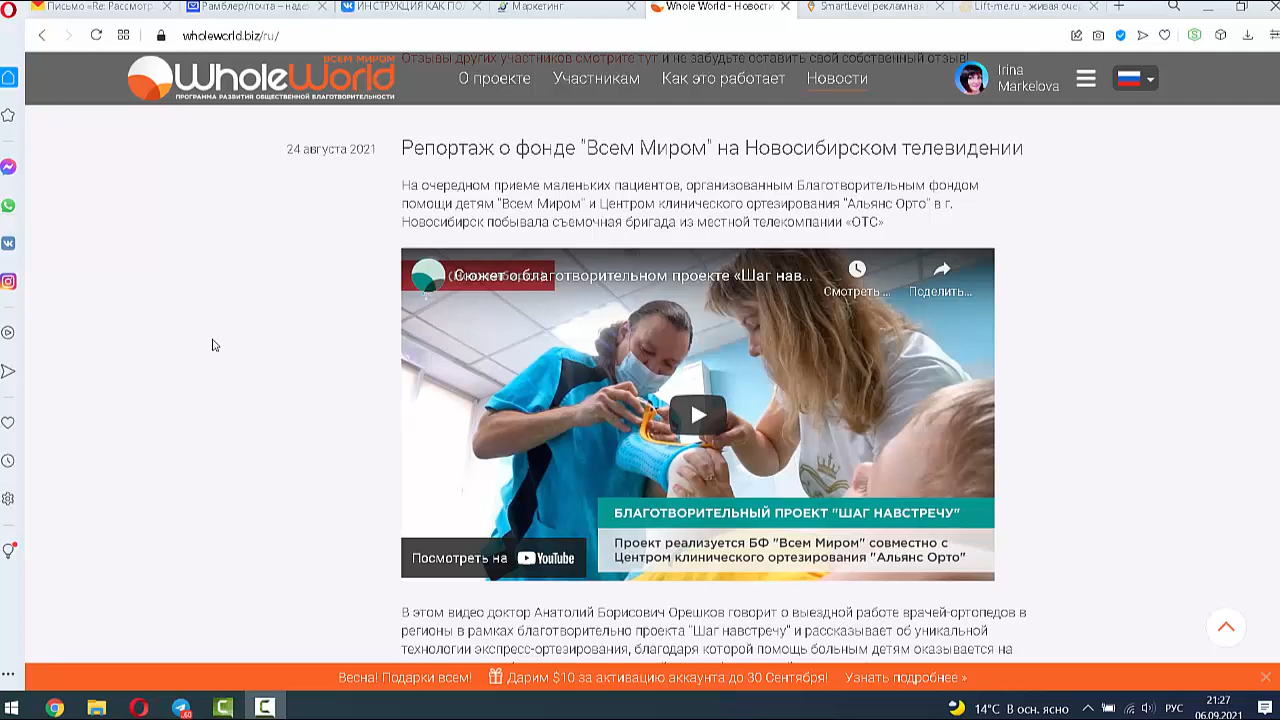 Письмо «Re: Рассмотр
Рамблер/почта – наде
ИНСТРУКЦИЯ КАК ПОЛ
Маркетинг
Whole World - Новости
SmartLevel рекламная
Lift-me.ru - живая очер
wholeworld.biz/ru/
Отзывы других участников смотрите тут и не забудьте оставить свой собственный отзыв!
ВСЕМ МИРОМ
WholeWorld
ПРОГРАММА РАЗВИТИЯ ОБЩЕСТВЕННОЙ БЛАГОТВОРИТЕЛЬНОСТИ
О проекте Участникам Как это работает Новости
Irina
Markelova
24 августа 2021
Репортаж о фонде "Всем Миром" на Новосибирском телевидении
На очередном приеме маленьких пациентов, организованным Благотворительным фондом
помощи детям "Всем Миром" и Центром клинического ортезирования "Альянс Орто" в г.
Новосибирск побывала съемочная бригада из местной телекомпании «ОТС»
Сюжет о благотворительном проекте «Шаг нав...
Смотреть ...
Поделить...
БЛАГОТВОРИТЕЛЬНЫЙ ПРОЕКТ "ШАГ НАВСТРЕЧУ"
Проект реализуется БФ "Всем Миром" совместно с
Центром клинического ортезирования "Альянс Орто"
Посмотреть на YouTube
В этом видео доктор Анатолий Борисович Орешков говорит о выездной работе врачей-ортопедов в
регионы в рамках благотворительно проекта "Шаг навстречу" и рассказывает об уникальной
технологии экспресс-ортезирования, благодаря которой помощь больным детям оказывается на
Весна! Подарки всем! Дарим $10 за активацию аккаунта до 30 Сентября! Узнать подробнее »
.60
14°C В осн. ясно
РУС
21:27
06.09.2021